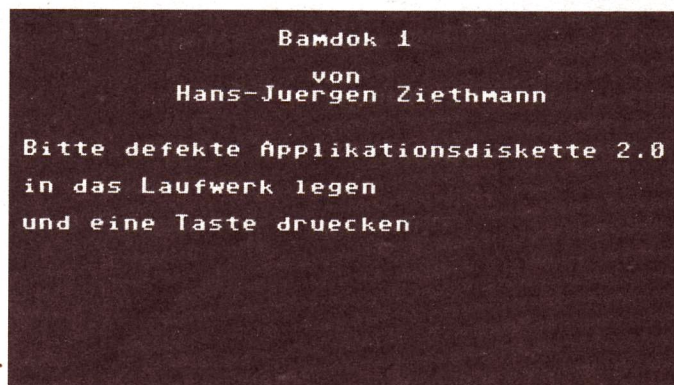 Bamdok 1
von
Hans-Juergen Ziethmann
Bitte defekte Applikationsdiskette 2.0
in das Laufwerk legen
und eine Taste druecken